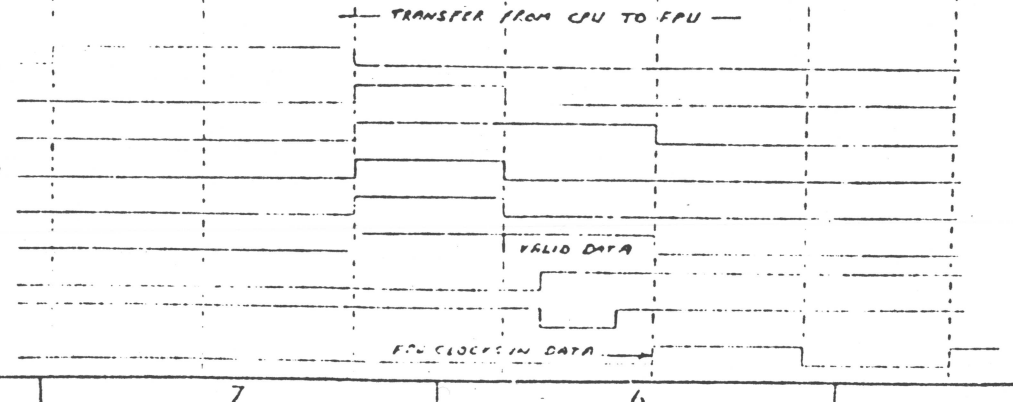 TRANSFER FROM CPU TO FPU
VALID DATA
FPU CLOCKS IN DATA
7
6